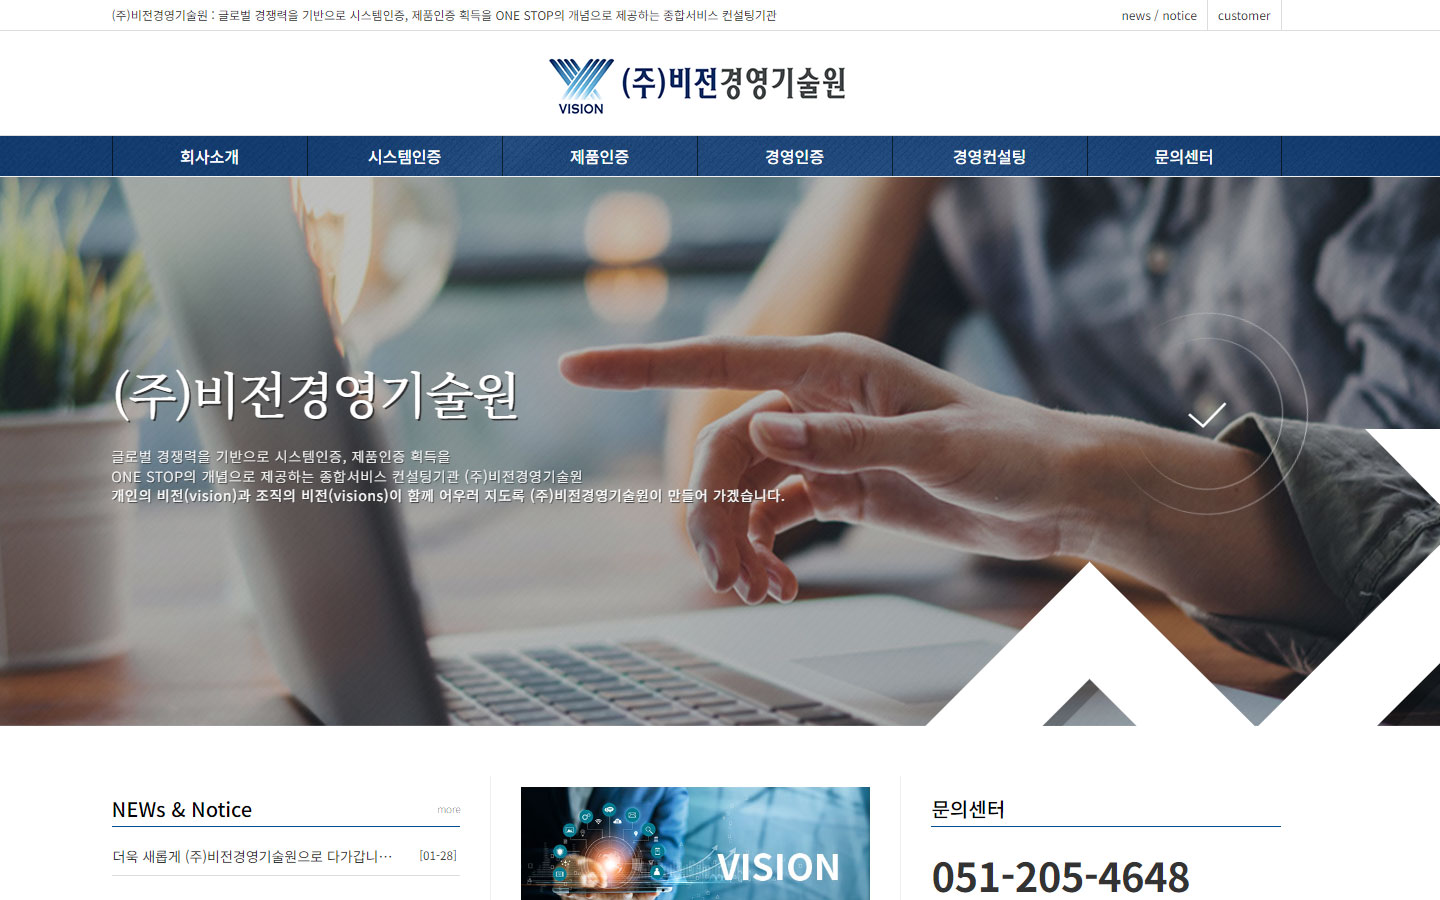 (주)비전경영기술원 : 글로벌 경쟁력을 기반으로 시스템인증, 제품인증 획득을 ONE STOP의 개념으로 제공하는 종합서비스 컨설팅기관
news / notice
customer
VISION
(주)비전경영기술원
회사소개
시스템인증
제품인증
경영인증
경영컨설팅
문의센터
(주)비전경영기술원
글로벌 경쟁력을 기반으로 시스템인증, 제품인증 획득을
ONE STOP의 개념으로 제공하는 종합서비스 컨설팅기관 (주)비전경영기술원
개인의 비전(vision)과 조직의 비전(visions)이 함께 어우러 지도록 (주)비전경영기술원이 만들어 가겠습니다.
NEWs & Notice
more
더욱 새롭게 (주)비전경영기술원으로 다가갑니…
[01-28]
VISION
문의센터
051-205-4648